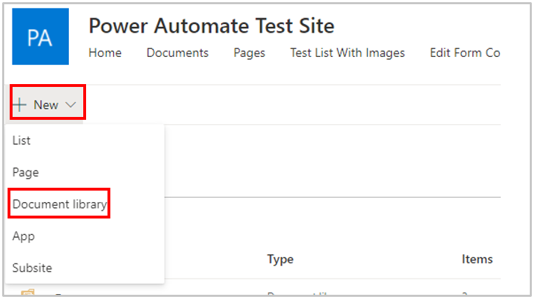 PA
Power Automate Test Site
Home Documents Pages Test List With Images Edit Form Co
New
List
Page
Document library
App
Subsite
Type Items